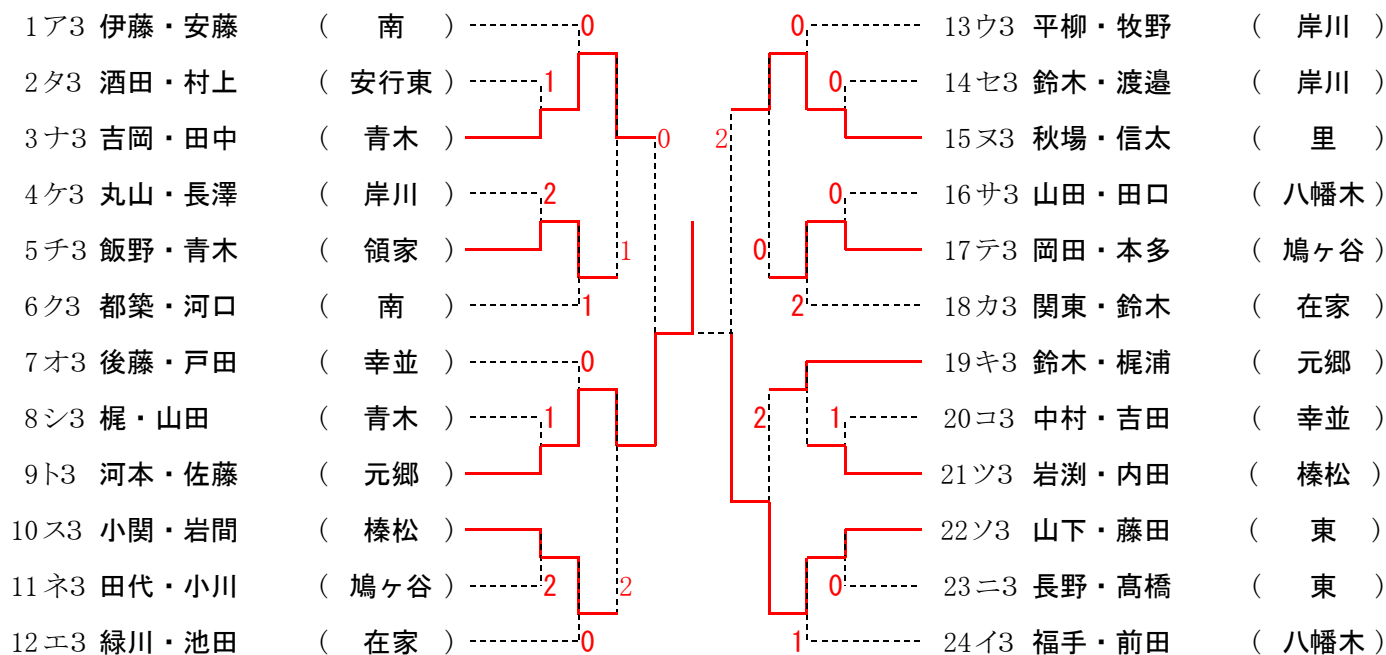 1ア3 伊藤・安藤 ( 南 ) 0
2タ3 酒田・村上 ( 安行東 ) 1
3ナ3 吉岡・田中 ( 青木 ) 0
4ケ3 丸山・長澤 ( 岸川 ) 2
5チ3 飯野・青木 ( 領家 ) 1
6ク3 都築・河口 ( 南 ) 1
7オ3 後藤・戸田 ( 幸並 ) 0
8シ3 梶・山田 ( 青木 ) 1
9ト3 河本・佐藤 ( 元郷 )
10ス3 小関・岩間 ( 榛松 )
11ネ3 田代・小川 ( 鳩ヶ谷 ) 2 2
12エ3 緑川・池田 ( 在家 ) 0
0 13ウ3 平柳・牧野 ( 岸川 )
0 14セ3 鈴木・渡邉 ( 岸川 )
2 15ヌ3 秋場・信太 ( 里 )
0 16サ3 山田・田口 ( 八幡木 )
0 17テ3 岡田・本多 ( 鳩ヶ谷 )
2 18カ3 関東・鈴木 ( 在家 )
19キ3 鈴木・梶浦 ( 元郷 )
2 1 20コ3 中村・吉田 ( 幸並 )
21ツ3 岩渕・内田 ( 榛松 )
22ソ3 山下・藤田 ( 東 )
0 23ニ3 長野・髙橋 ( 東 )
1 24イ3 福手・前田 ( 八幡木 )